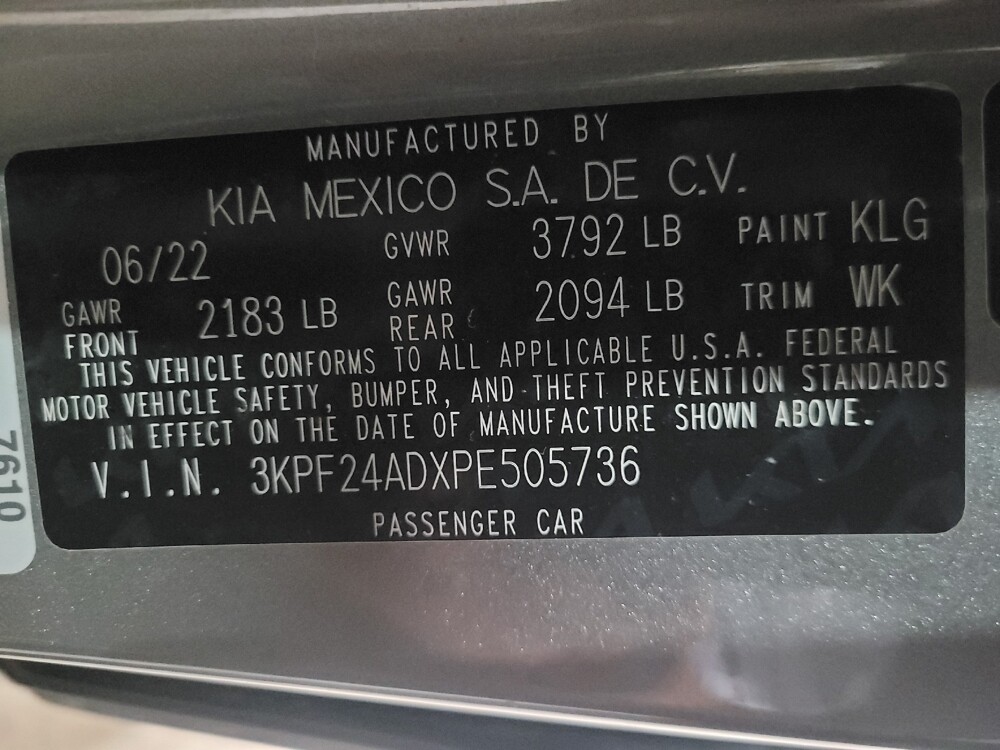 MANUFACTURED BY
KIA MEXICO S.A. DE C.V.
06/22 GVWR 3792 LB PAINT KLG
GAWR FRONT 2183 LB GAWR REAR 2094 LB TRIM WK
THIS VEHICLE CONFORMS TO ALL APPLICABLE U.S.A. FEDERAL
MOTOR VEHICLE SAFETY, BUMPER, AND THEFT PREVENTION STANDARDS
IN EFFECT ON THE DATE OF MANUFACTURE SHOWN ABOVE.
V.I.N. 3KPF24ADXPE505736
PASSENGER CAR
7610